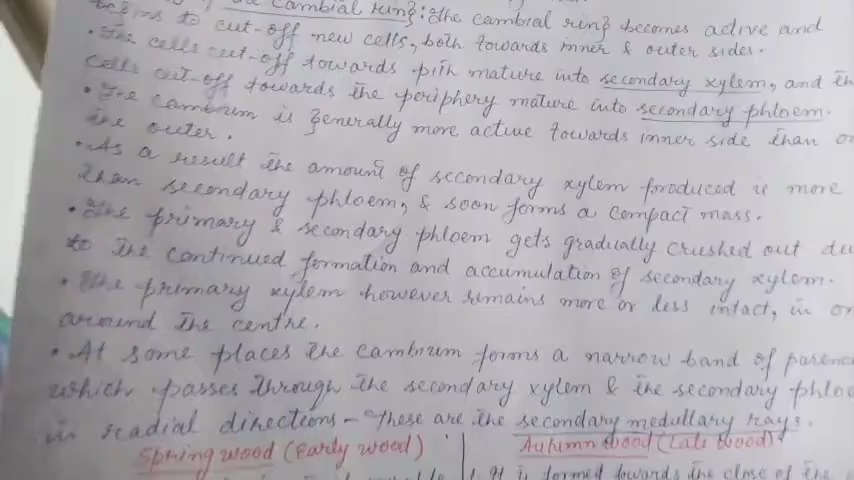 the cambial ring: The cambial ring becomes active and
begins to cut-off new cells, both towards inner & outer sides.
• The cells cut-off towards pith mature into secondary xylem, and
cells cut-off towards the periphery mature into secondary phloem.
• The cambium is generally more active towards inner side than
the outer.
• As a result the amount of secondary xylem produced is more
than secondary phloem, & soon forms a compact mass.
• The primary & secondary phloem gets gradually crushed out
to the continued formation and accumulation of secondary xylem.
• The primary xylem however remains more or less intact, in
around the centre.
• At some places the cambium forms a narrow band of
which passes through the secondary xylem & the secondary
in radial directions - These are the secondary medullary rays.
Spring wood (Early wood)
Autumn wood (Late wood)
1. It is formed towards the close of the